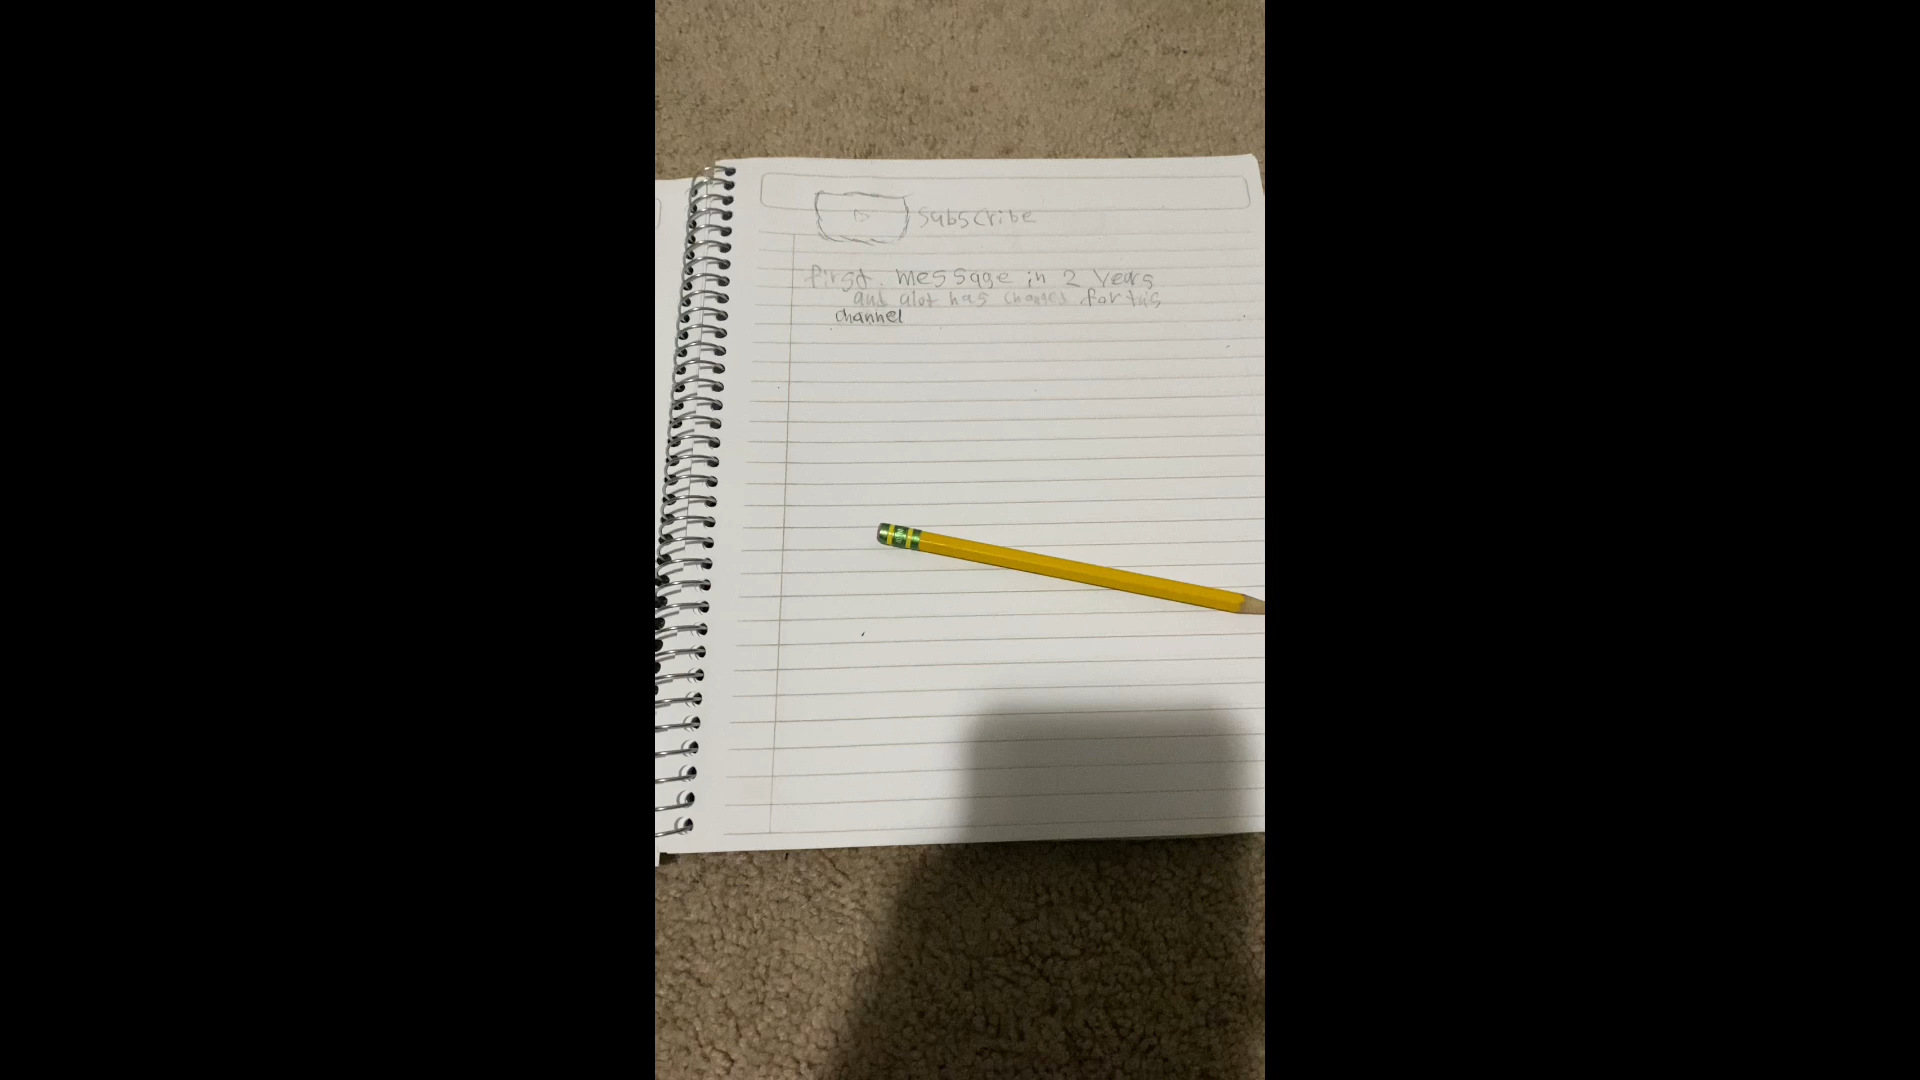 subscribe
first. message in 2 Years
and alot has changed for this
channel